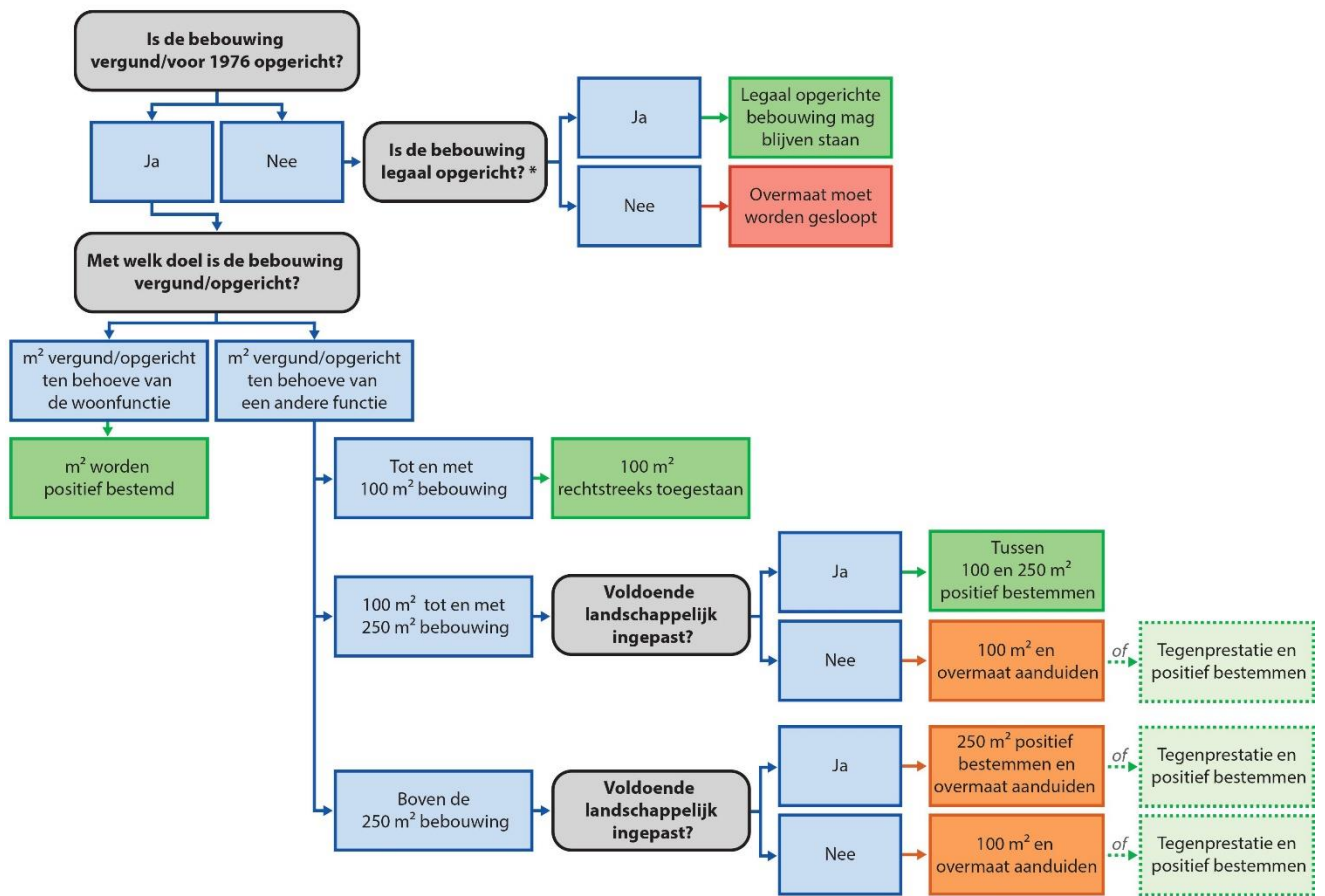 Is de bebouwing
vergund/voor 1976 opgericht?
Ja
Nee
Is de bebouwing
legaal opgericht? *
Ja
Legaal opgerichte
bebouwing mag
blijven staan
Nee
Overmaat moet
worden gesloopt
Met welk doel is de bebouwing
vergund/opgericht?
m² vergund/opgericht
ten behoeve van
de woonfunctie
m² vergund/opgericht
ten behoeve van
een andere functie
m² worden
positief bestemd
Tot en met
100 m² bebouwing
100 m²
rechtstreeks toegestaan
100 m² tot en met
250 m² bebouwing
Voldoende
landschappelijk
ingepast?
Ja
Tussen
100 en 250 m²
positief bestemmen
Nee
100 m² en
overmaat aanduiden
of
Tegenprestatie en
positief bestemmen
Boven de
250 m² bebouwing
Voldoende
landschappelijk
ingepast?
Ja
250 m² positief
bestemmen en
overmaat aanduiden
of
Tegenprestatie en
positief bestemmen
Nee
100 m² en
overmaat aanduiden
of
Tegenprestatie en
positief bestemmen